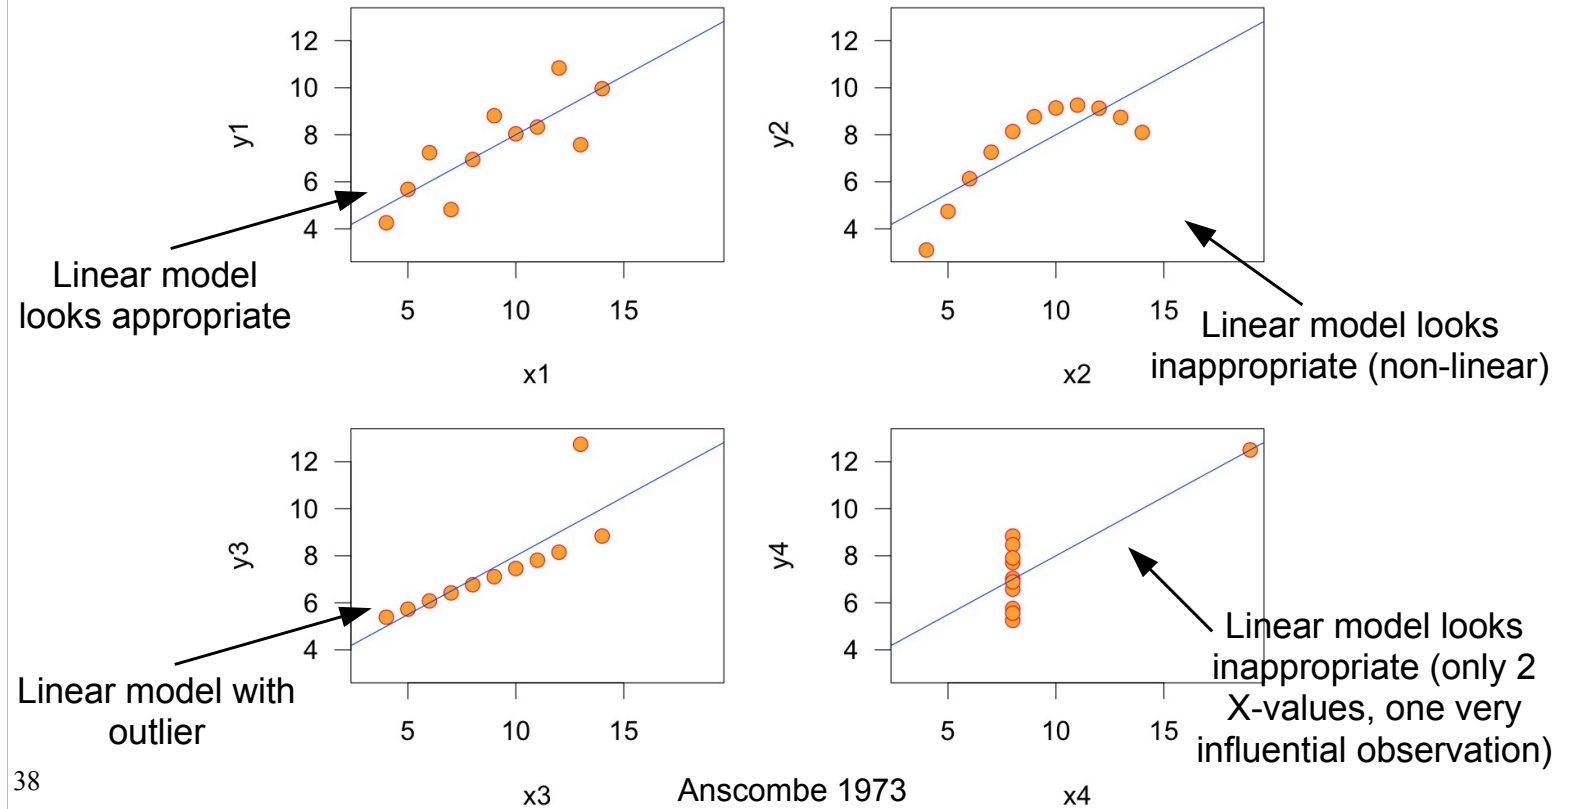 12
10
8
6
4
y1
5
10
15
x1
Linear model
looks appropriate
12
10
8
6
4
y2
5
10
15
x2
Linear model looks
inappropriate (non-linear)
12
10
8
6
4
y3
5
10
15
x3
Linear model with
outlier
12
10
8
6
4
y4
5
10
15
x4
Linear model looks
inappropriate (only 2
X-values, one very
influential observation)
38
Anscombe 1973